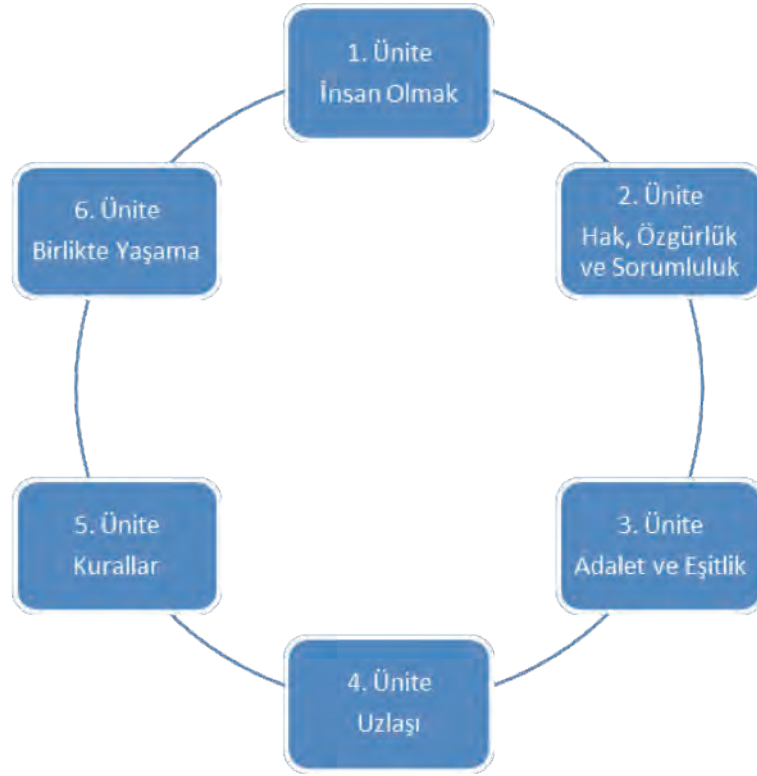 1. Ünite
İnsan Olmak
2. Ünite
Hak, Özgürlük
ve Sorumluluk
3. Ünite
Adalet ve Eşitlik
4. Ünite
Uzlaşı
5. Ünite
Kurallar
6. Ünite
Birlikte Yaşama